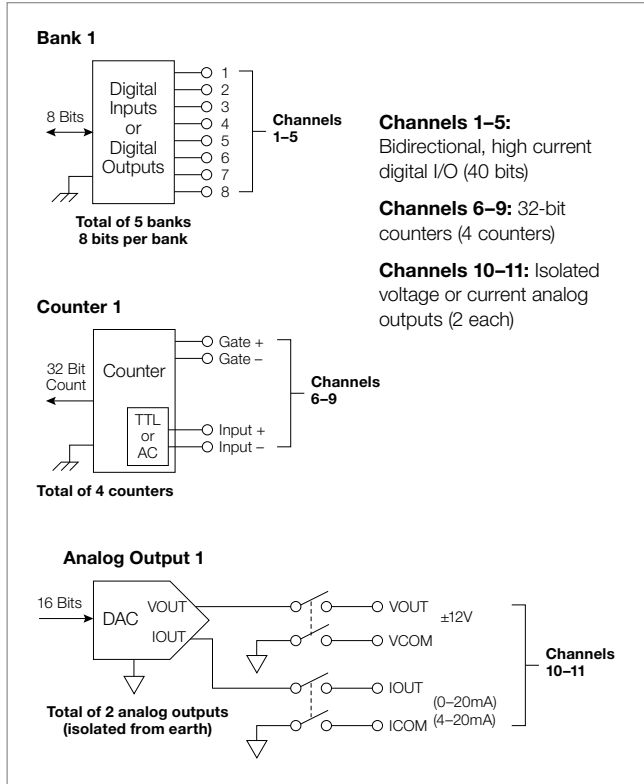 Bank 1
8 Bits
Digital
Inputs
or
Digital
Outputs
1
2
3
4
5
6
7
8
Channels
1–5
Total of 5 banks
8 bits per bank
Channels 1–5:
Bidirectional, high current
digital I/O (40 bits)
Channels 6–9: 32-bit
counters (4 counters)
Channels 10–11: Isolated
voltage or current analog
outputs (2 each)
Counter 1
32 Bit
Count
Counter
TTL
or
AC
Gate +
Gate –
Input +
Input –
Channels
6–9
Total of 4 counters
Analog Output 1
16 Bits
DAC
VOUT
IOUT
VOUT
±12V
VCOM
IOUT
(0–20mA)
ICOM
(4–20mA)
Channels
10–11
Total of 2 analog outputs
(isolated from earth)